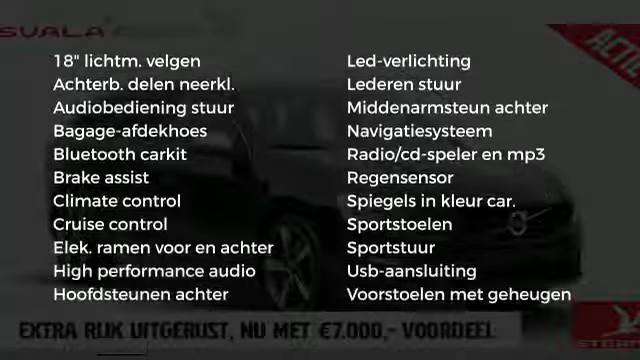 SVALA
ACTIE
18" lichtm. velgen
Achterb. delen neerkl.
Audiobediening stuur
Bagage-afdekhoes
Bluetooth carkit
Brake assist
Climate control
Cruise control
Elek. ramen voor en achter
High performance audio
Hoofdsteunen achter
Led-verlichting
Lederen stuur
Middenarmsteun achter
Navigatiesysteem
Radio/cd-speler en mp3
Regensensor
Spiegels in kleur car.
Sportstoelen
Sportstuur
Usb-aansluiting
Voorstoelen met geheugen
EXTRA RIJK UITGERUST, NU MET €7.000,- VOORDEEL